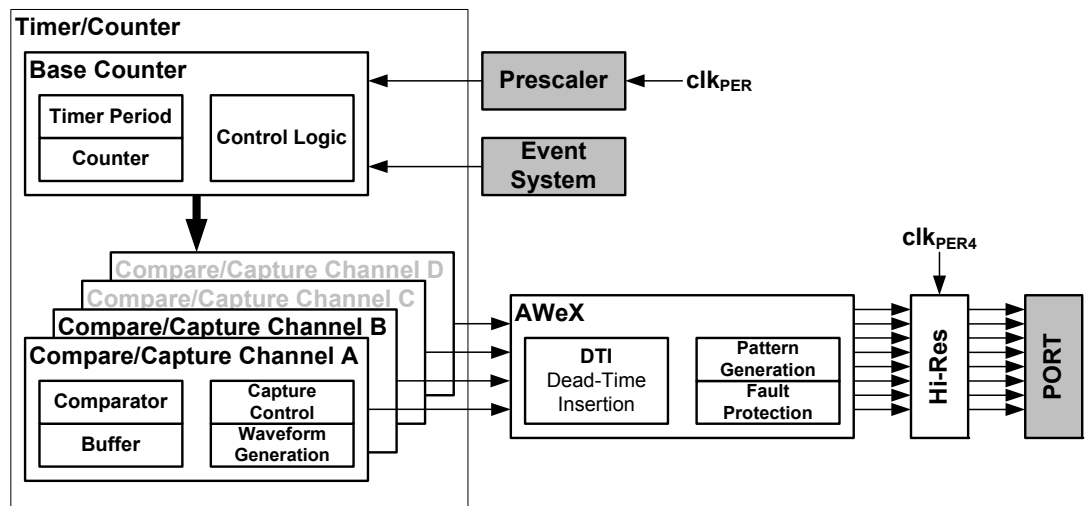 Timer/Counter
Base Counter
Timer Period
Counter
Control Logic
Prescaler
clkPER
Event
System
Compare/Capture Channel D
Compare/Capture Channel C
Compare/Capture Channel B
Compare/Capture Channel A
Comparator
Buffer
Capture
Control
Waveform
Generation
AWeX
DTI
Dead-Time
Insertion
Pattern
Generation
Fault
Protection
clkPER4
Hi-Res
PORT